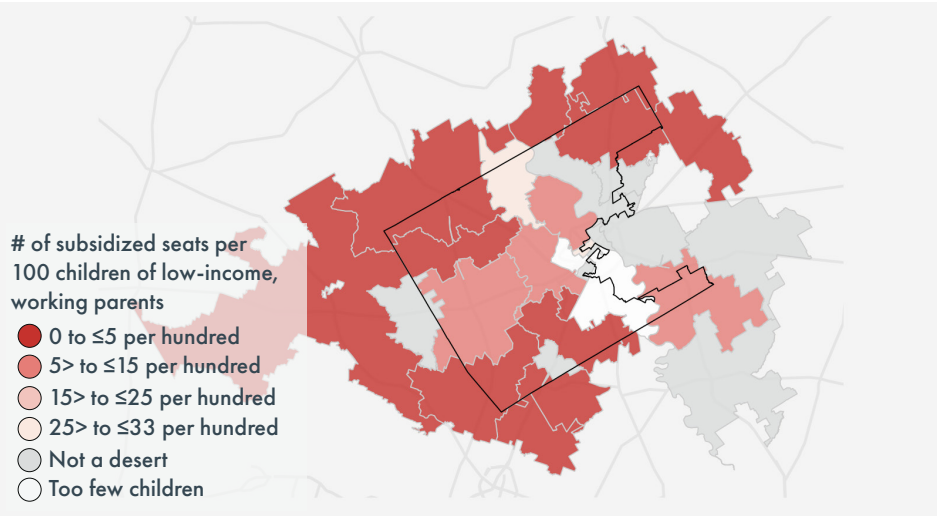 # of subsidized seats per
100 children of low-income,
working parents
0 to ≤5 per hundred
5> to ≤15 per hundred
15> to ≤25 per hundred
25> to ≤33 per hundred
Not a desert
Too few children